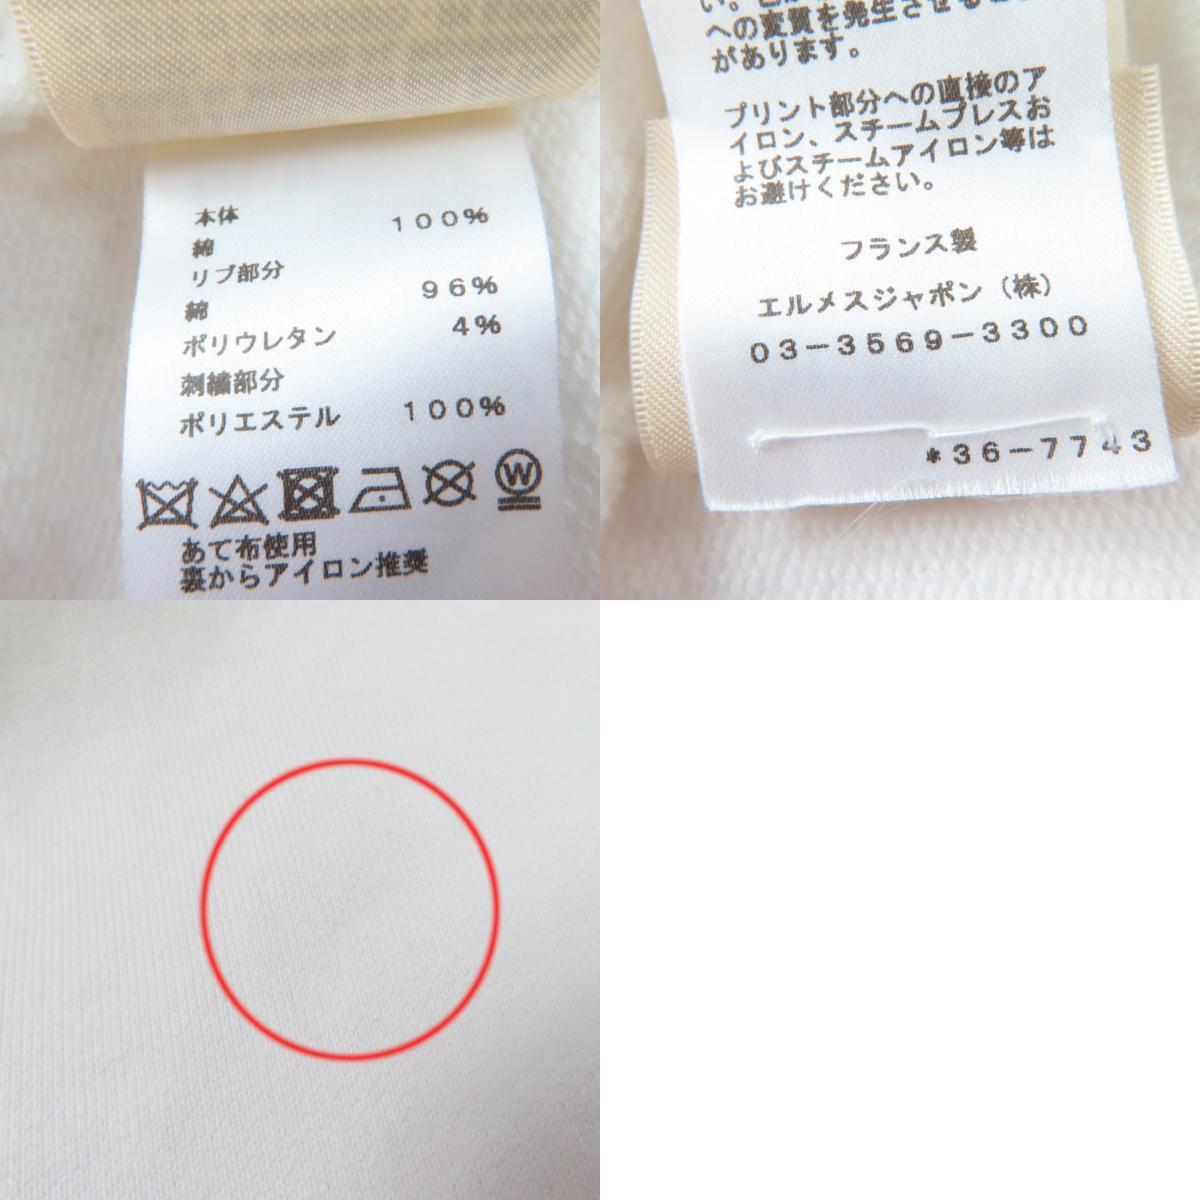 本体
綿 100%
リブ部分
綿 96%
ポリウレタン 4%
刺繍部分
ポリエステル 100%
W
あて布使用
裏からアイロン推奨
への変質を発生させる
があります。
プリント部分への直接のア
イロン、スチームプレスお
よびスチームアイロン等は
お避けください。
フランス製
エルメスジャポン（株）
03-3569-3300
*36-7743